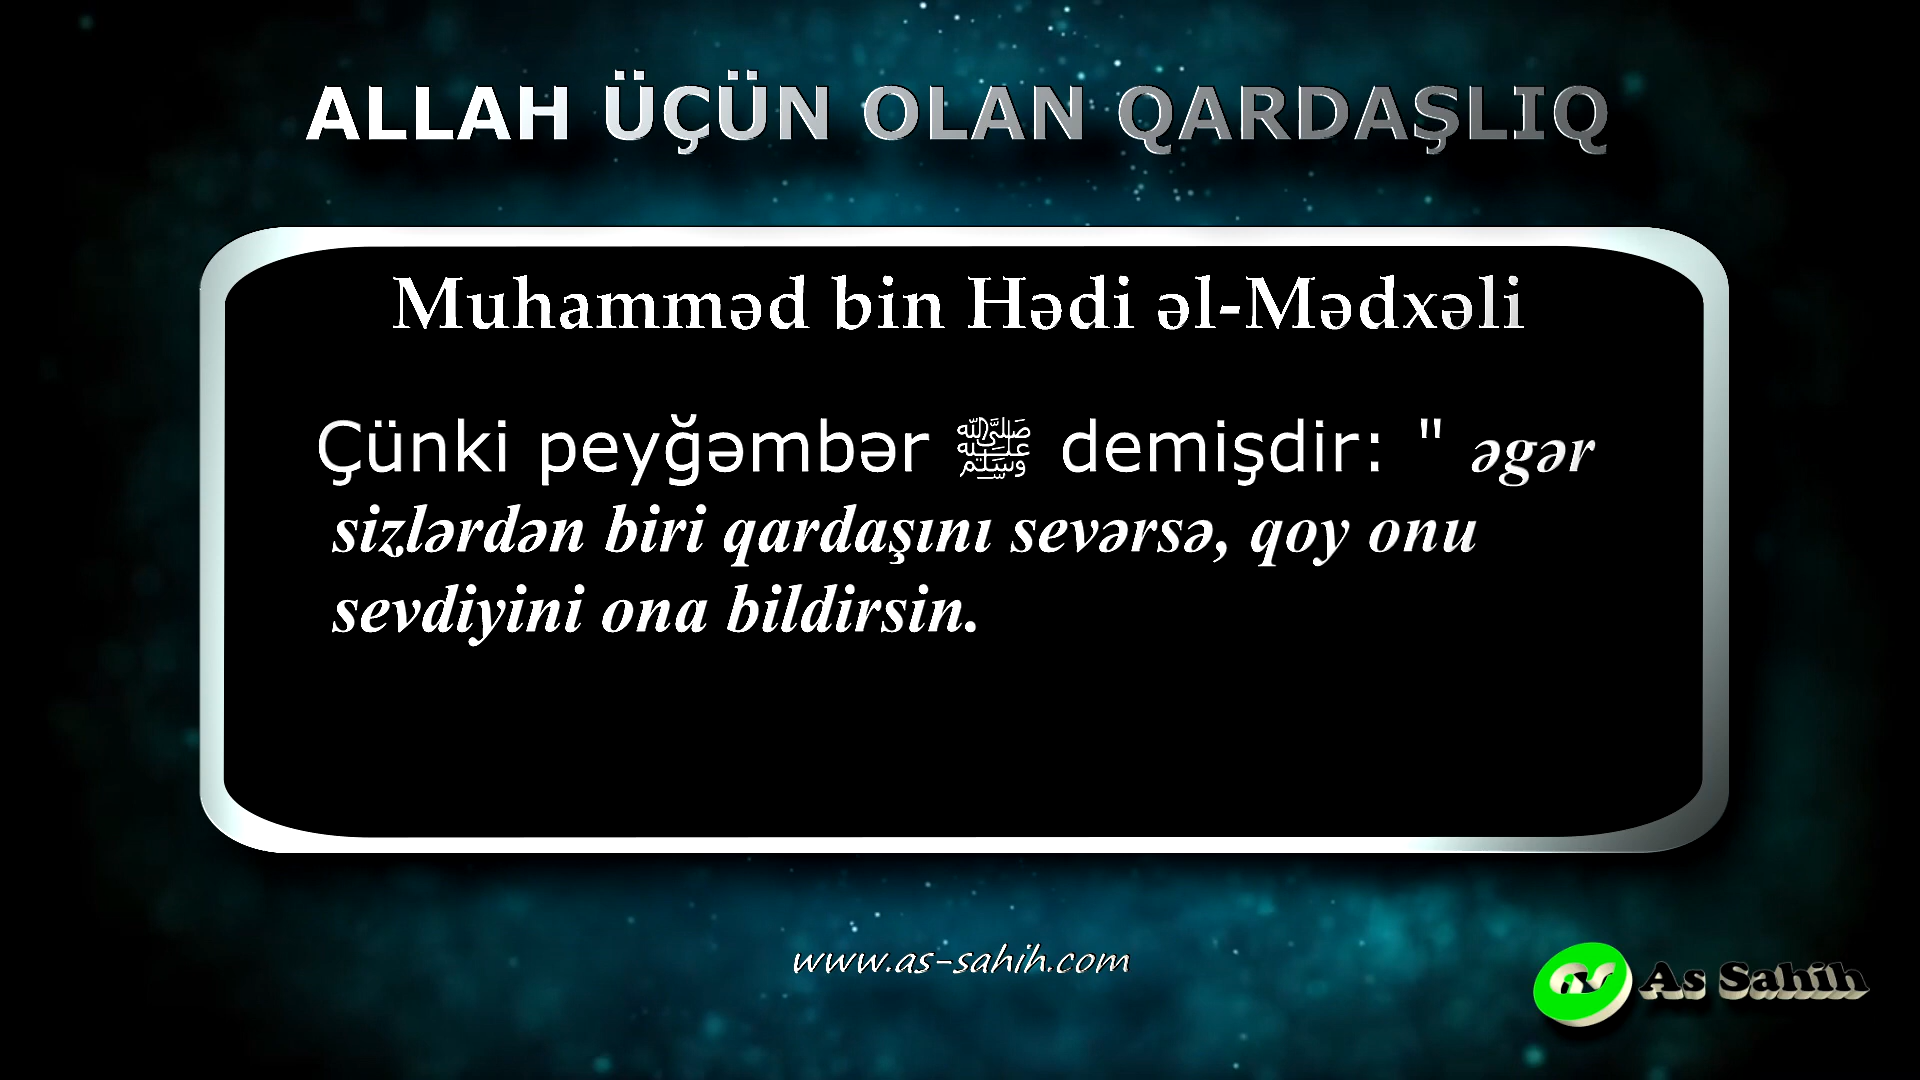 ALLAH ÜÇÜN OLAN QARDAŞLIQ
Muhamməd bin Hədi əl-Mədxəli
Çünki peyğəmbər ﷺ demişdir: " əgər
sizlərdən biri qardaşını sevərsə, qoy onu
sevdiyini ona bildirsin.
www.as-sahih.com
As Sahih